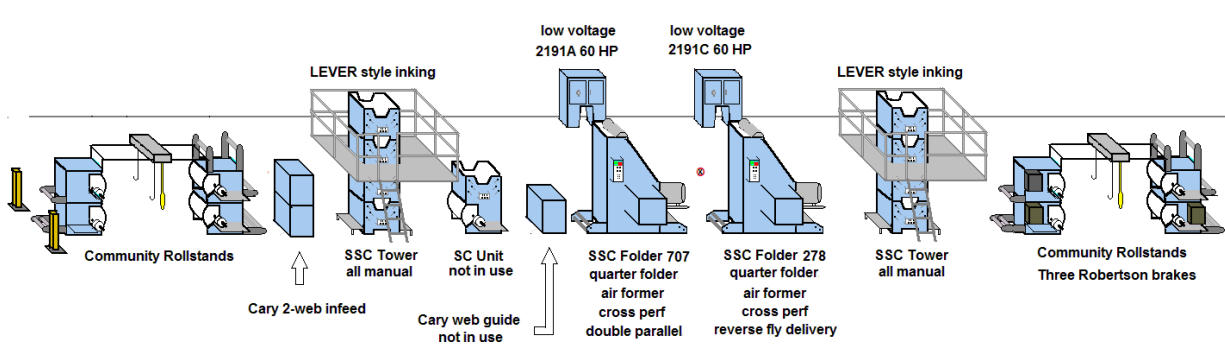 low voltage
2191A 60 HP
low voltage
2191C 60 HP
LEVER style inking
LEVER style inking
Community Rollstands
SSC Tower
all manual
SC Unit
not in use
SSC Folder 707
quarter folder
air former
cross perf
double parallel
SSC Folder 278
quarter folder
air former
cross perf
reverse fly delivery
SSC Tower
all manual
Community Rollstands
Three Robertson brakes
Cary 2-web infeed
Cary web guide
not in use